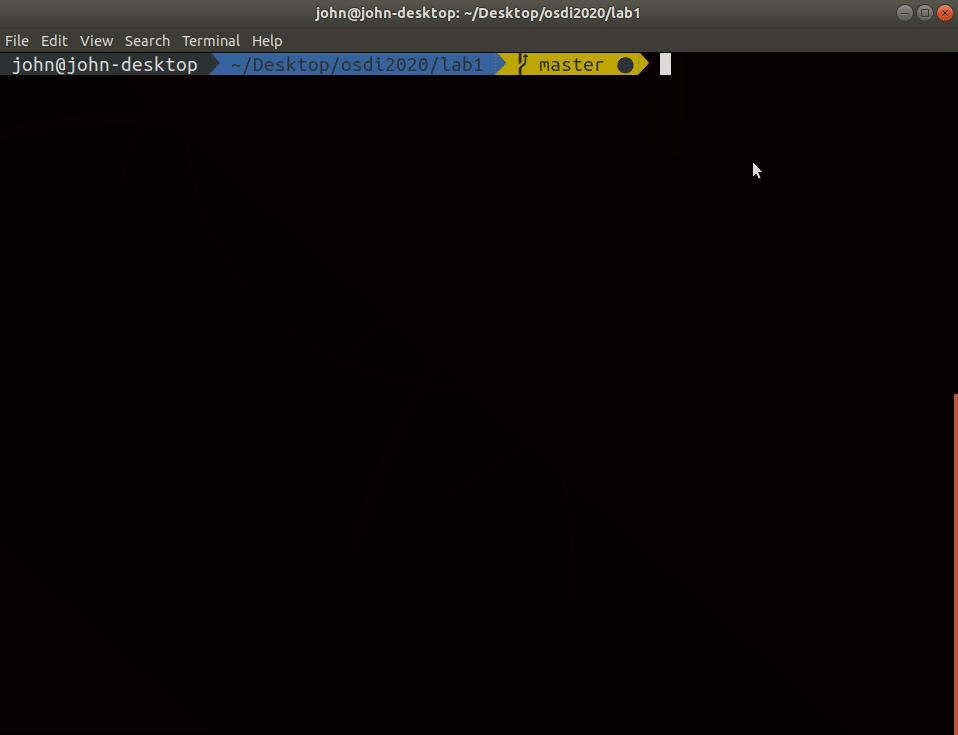 john@john-desktop: ~/Desktop/osdi2020/lab1
File Edit View Search Terminal Help
john@john-desktop ~/Desktop/osdi2020/lab1 master ●